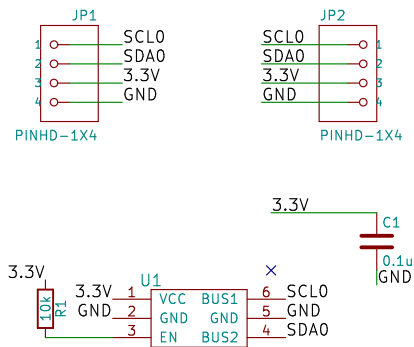 JP1
1 SCL0
2 SDA0
3 3.3V
4 GND
PINHD-1X4
JP2
SCL0 1
SDA0 2
3.3V 3
GND 4
PINHD-1X4
3.3V
C1
0.1u
GND
3.3V
10k
R1
U1
3.3V 1 VCC BUS1 6 SCL0
GND 2 GND GND 5 GND
3 EN BUS2 4 SDA0